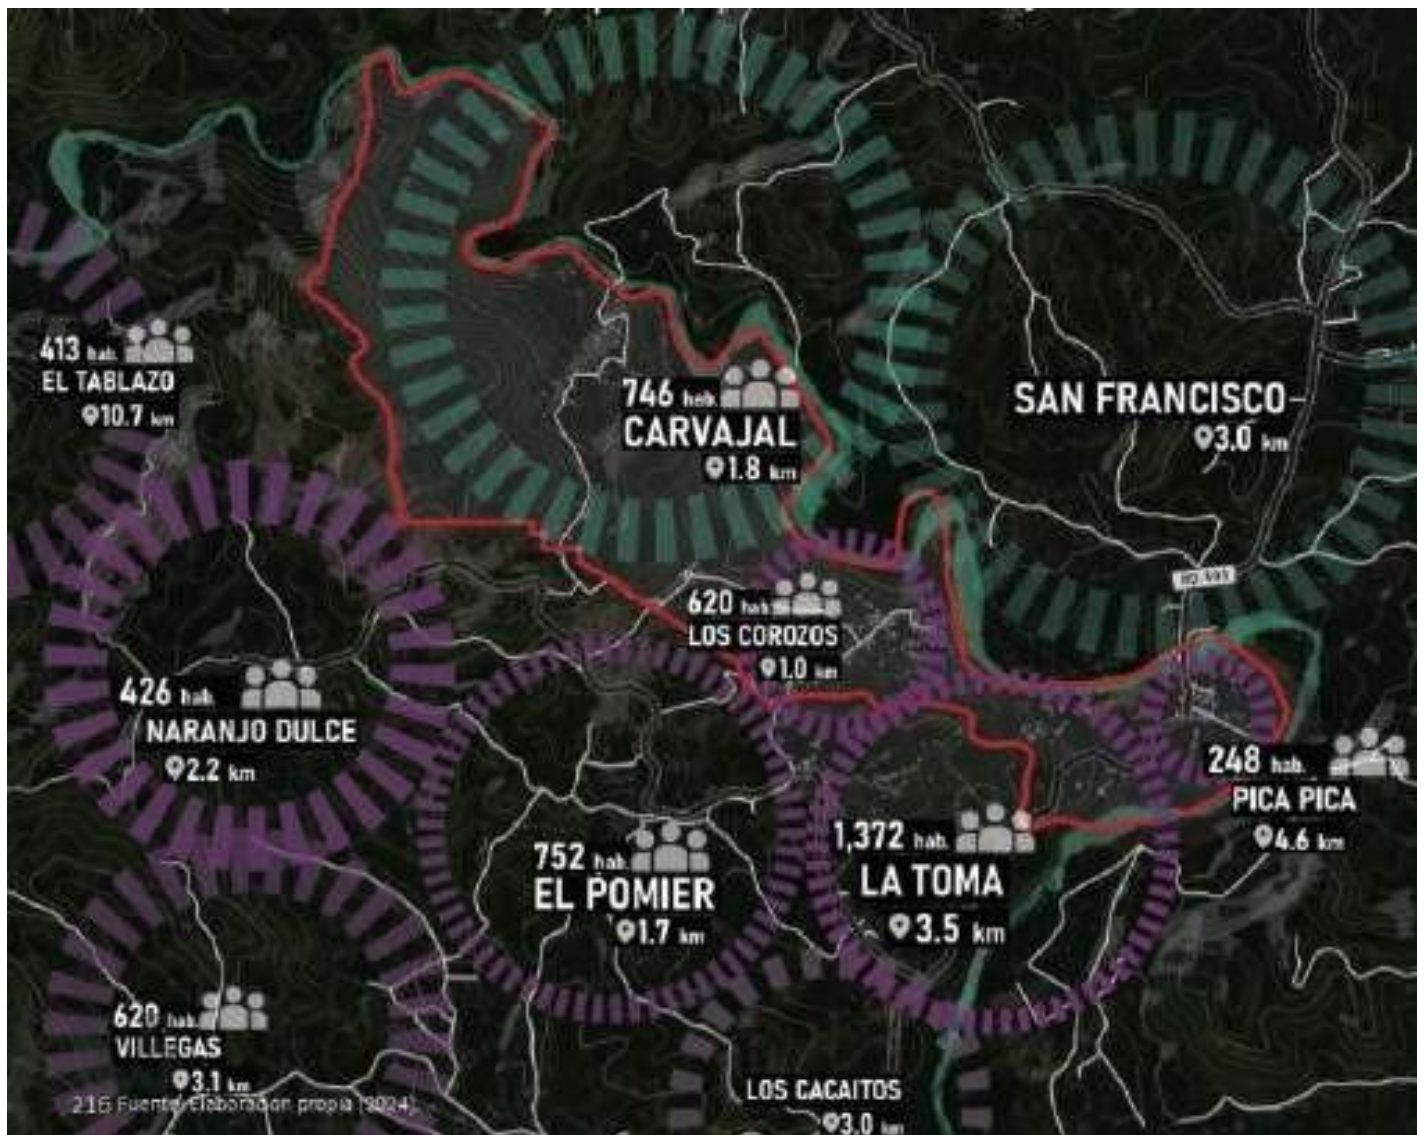 413 hab.
EL TABLAZO
10.7 km
746 hab.
CARVAJAL
1.8 km
SAN FRANCISCO
3.0 km
620 hab.
LOS COROZOS
1.0 km
426 hab.
NARANJO DULCE
2.2 km
248 hab.
PICA PICA
4.6 km
752 hab.
EL POMIER
1.7 km
1,372 hab.
LA TOMA
3.5 km
620 hab.
VILLEGAS
3.1 km
LOS CACAITOS
3.0 km
216 Fuente: Elaboración propia (2024)